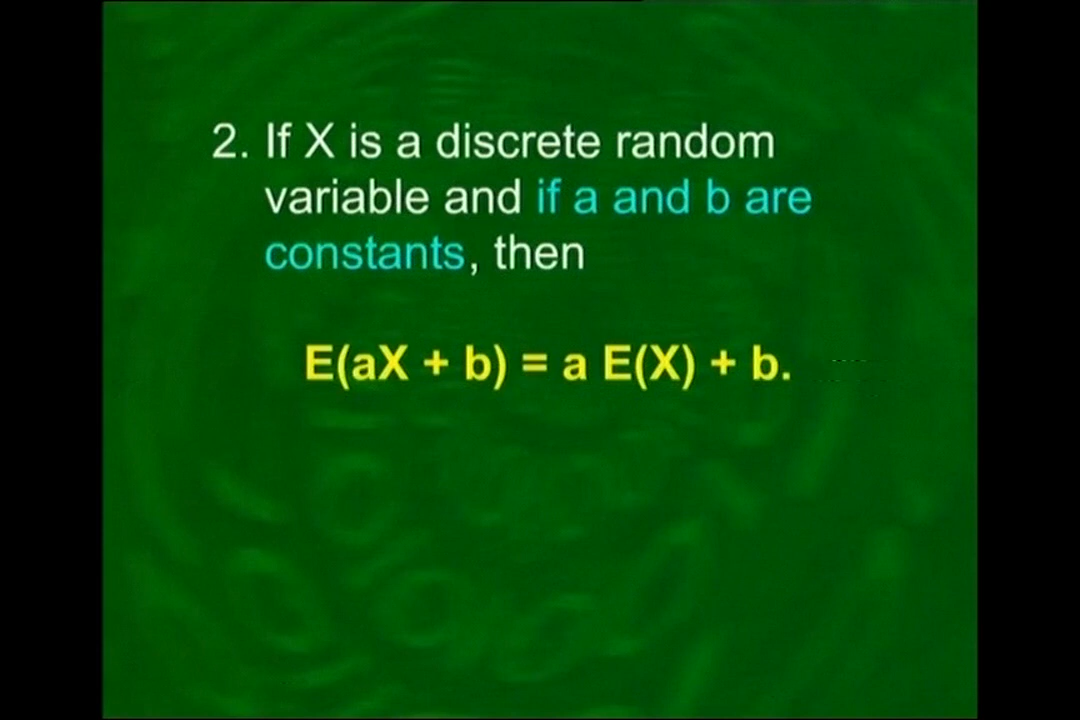 2. If X is a discrete random
variable and if a and b are
constants, then
E(aX + b) = a E(X) + b.